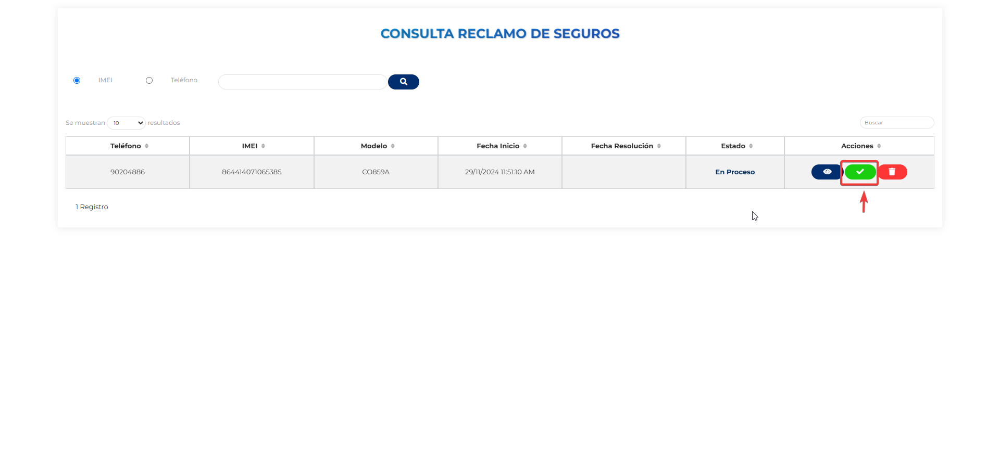 CONSULTA RECLAMO DE SEGUROS
IMEI Teléfono
Se muestran 10 resultados Buscar
Teléfono IMEI Modelo Fecha Inicio Fecha Resolución Estado Acciones
90204886 864414071065385 CO859A 29/11/2024 11:51:10 AM En Proceso
1 Registro